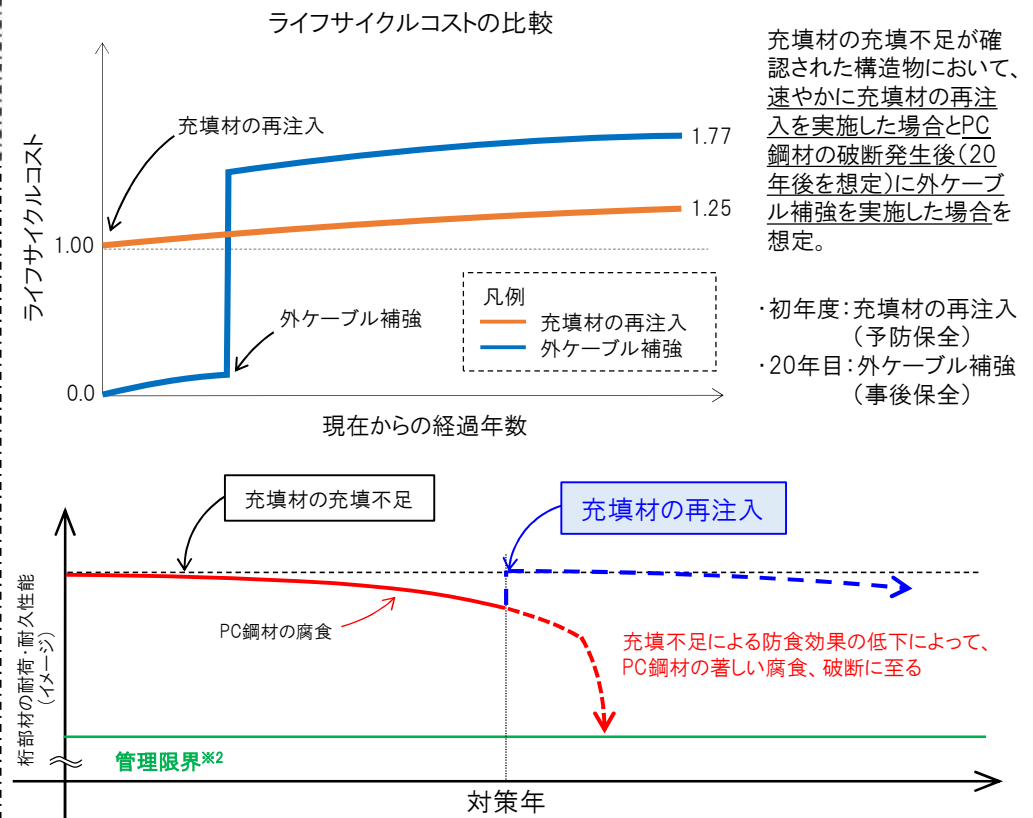 ライフサイクルコストの比較
ライフサイクルコスト
充填材の再注入
1.77
1.25
1.00
外ケーブル補強
凡例
充填材の再注入
外ケーブル補強
0.0
現在からの経過年数
充填材の充填不足が確
認された構造物において、
速やかに充填材の再注
入を実施した場合とPC
鋼材の破断発生後(20
年後を想定)に外ケーブ
ル補強を実施した場合を
想定。
・初年度:充填材の再注入
(予防保全)
・20年目:外ケーブル補強
(事後保全)
桁部材の耐荷・耐久性能
(イメージ)
充填材の充填不足
充填材の再注入
PC鋼材の腐食
充填不足による防食効果の低下によって、
PC鋼材の著しい腐食、破断に至る
管理限界※2
対策年